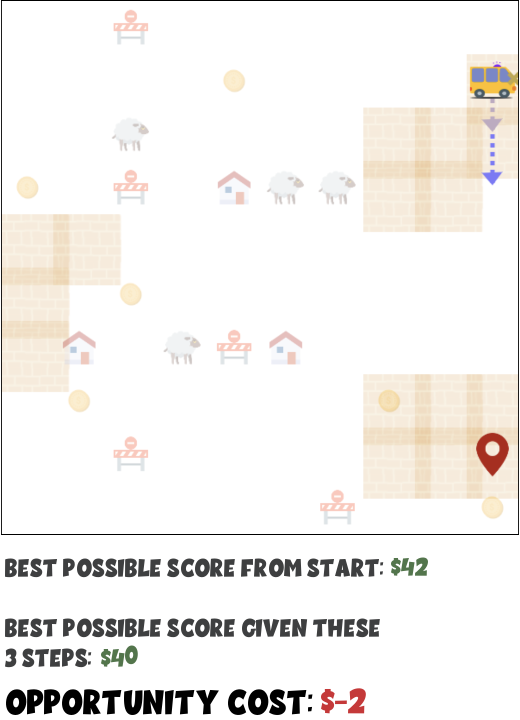 BEST POSSIBLE SCORE FROM START: $42
BEST POSSIBLE SCORE GIVEN THESE
3 STEPS: $40
OPPORTUNITY COST: $-2